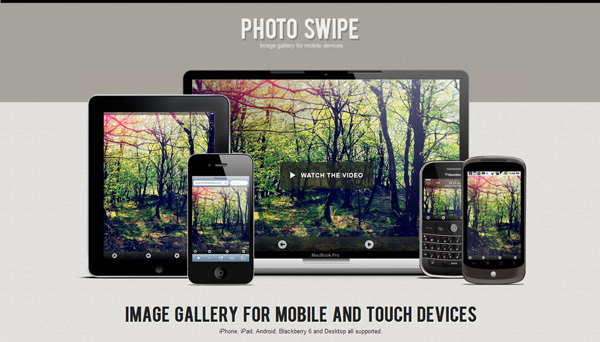 PHOTO SWIPE
Image gallery for mobile devices
WATCH THE VIDEO
MacBook Pro
IMAGE GALLERY FOR MOBILE AND TOUCH DEVICES
iPhone, iPad, Android, Blackberry 6 and Desktop all supported.